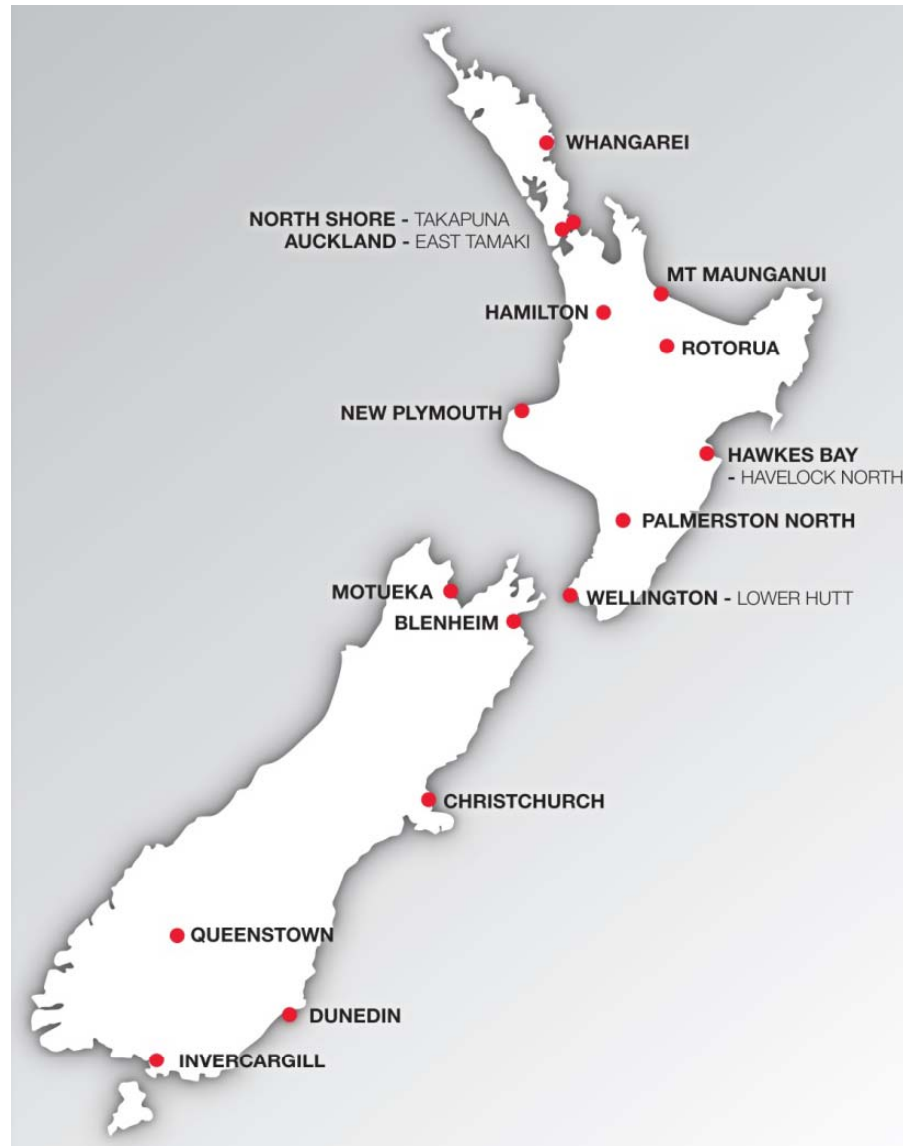 WHANGAREI
NORTH SHORE - TAKAPUNA
AUCKLAND - EAST TAMAKI
MT MAUNGANUI
HAMILTON
ROTORUA
NEW PLYMOUTH
HAWKES BAY
- HAVELOCK NORTH
PALMERSTON NORTH
MOTUEKA
WELLINGTON - LOWER HUTT
BLENHEIM
CHRISTCHURCH
QUEENSTOWN
DUNEDIN
INVERCARGILL